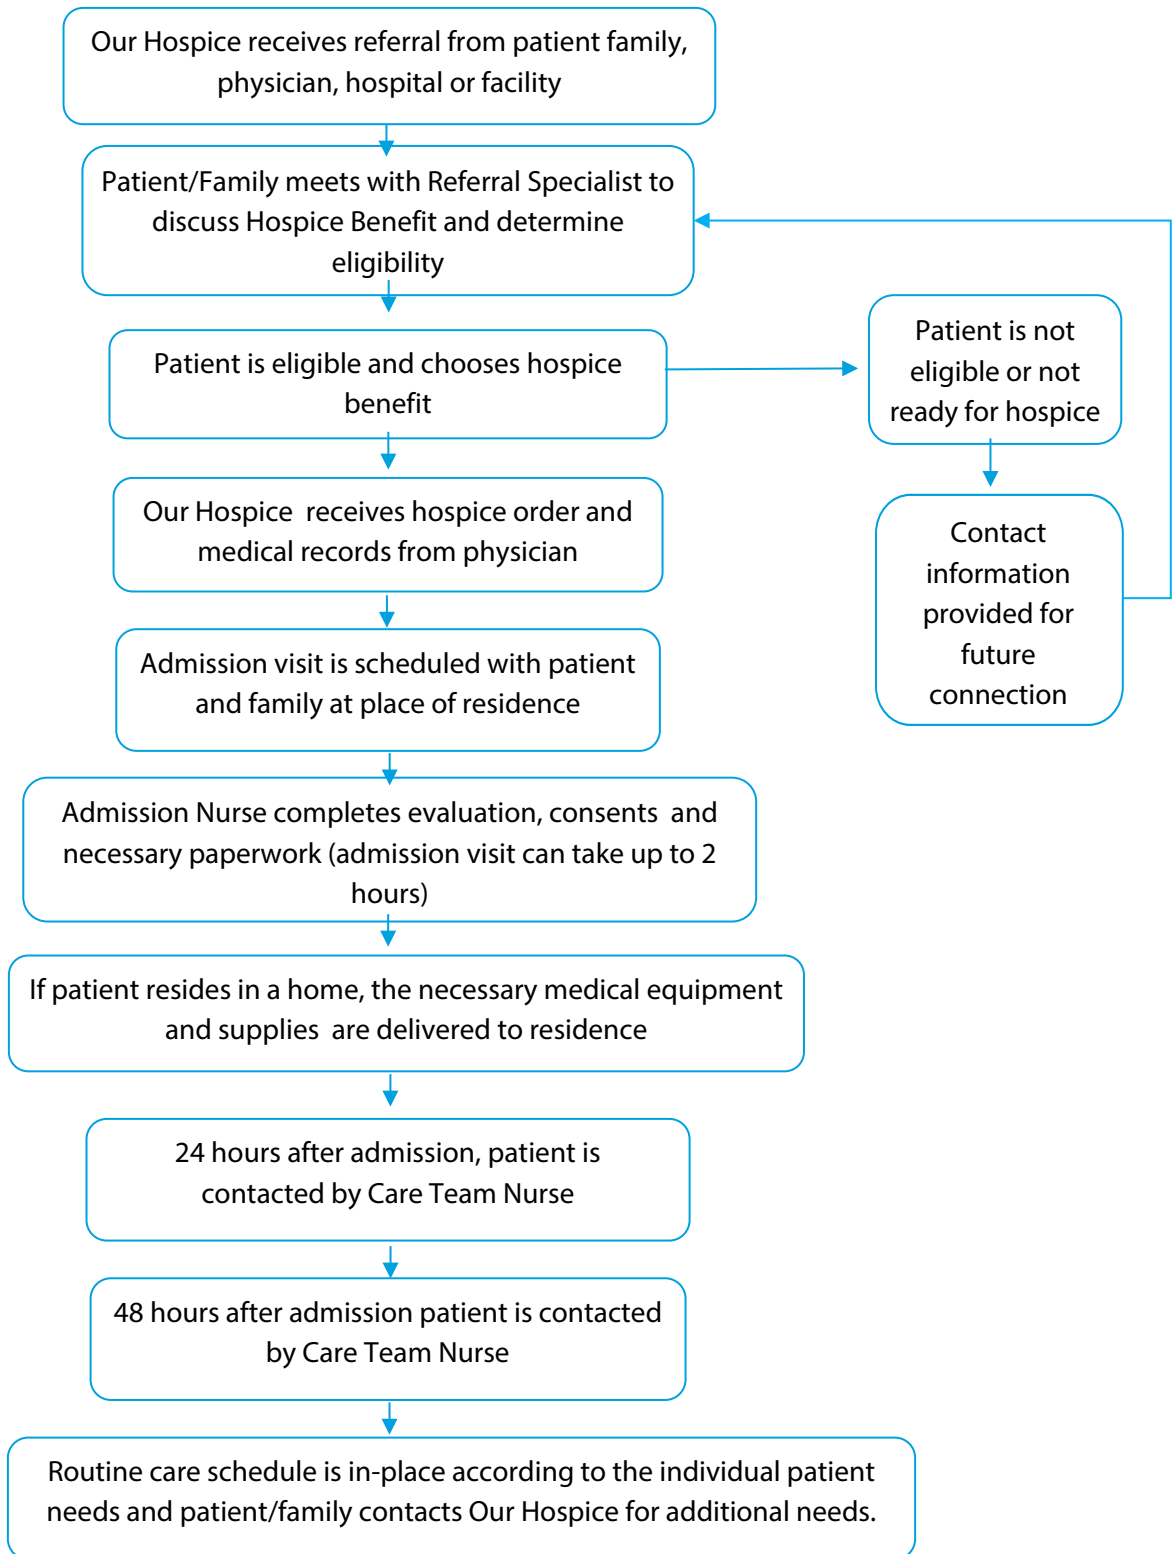 Our Hospice receives referral from patient family,
physician, hospital or facility
Patient/Family meets with Referral Specialist to
discuss Hospice Benefit and determine
eligibility
Patient is eligible and chooses hospice
benefit
Patient is not
eligible or not
ready for hospice
Contact
information
provided for
future
connection
Our Hospice  receives hospice order and
medical records from physician
Admission visit is scheduled with patient
and family at place of residence
Admission Nurse completes evaluation, consents  and
necessary paperwork (admission visit can take up to 2
hours)
If patient resides in a home, the necessary medical equipment
and supplies  are delivered to residence
24 hours after admission, patient is
contacted by Care Team Nurse
48 hours after admission patient is contacted
by Care Team Nurse
Routine care schedule is in-place according to the individual patient
needs and patient/family contacts Our Hospice for additional needs.